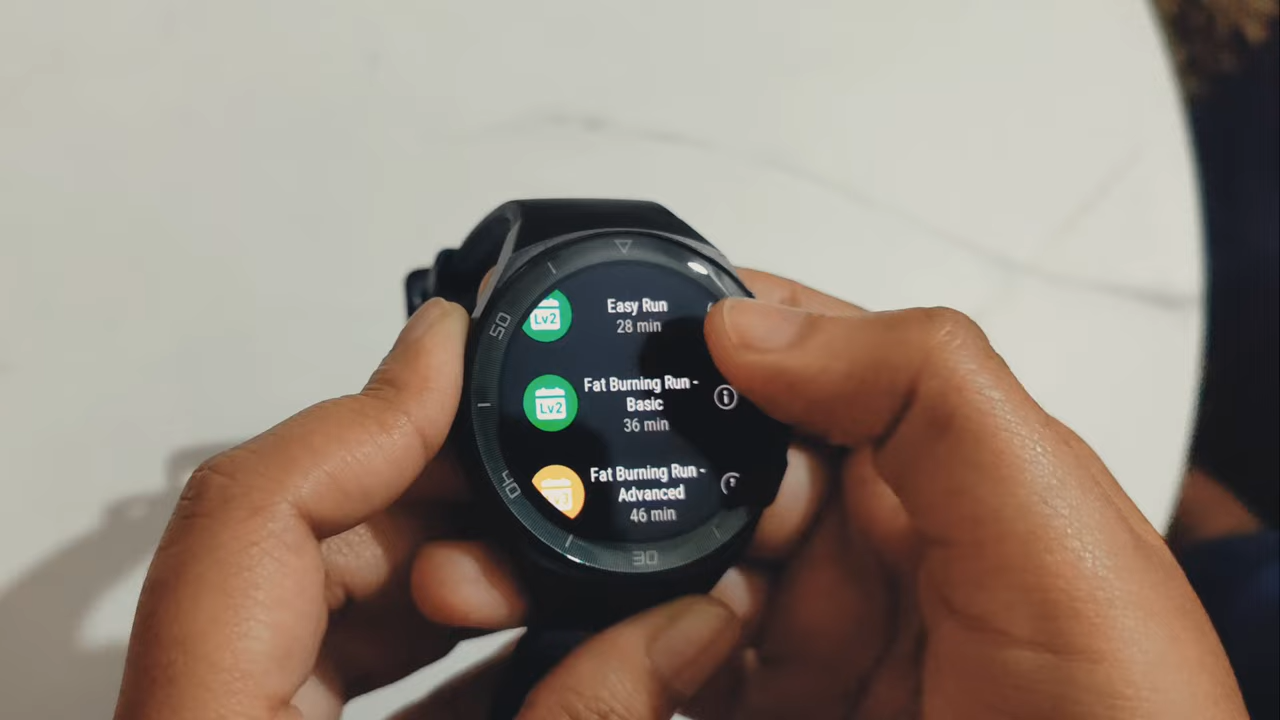 50
Lv2
Easy Run
28 min
Lv2
Fat Burning Run -
Basic
36 min
40
Fat Burning Run -
Advanced
46 min
30